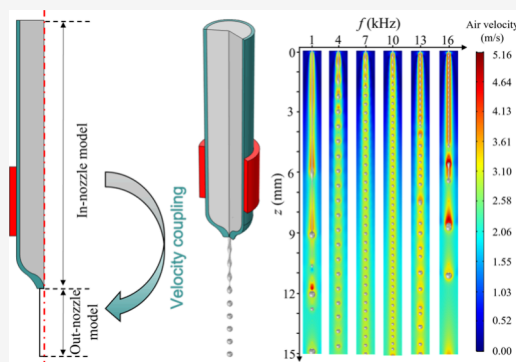 In-nozzle model
Out-nozzle
model
Velocity coupling
f (kHz)
1 4 7 10 13 16
z (mm)
0
3
6
9
12
15
Air velocity
(m/s)
5.16
4.64
4.13
3.61
3.10
2.58
2.06
1.55
1.03
0.52
0.00